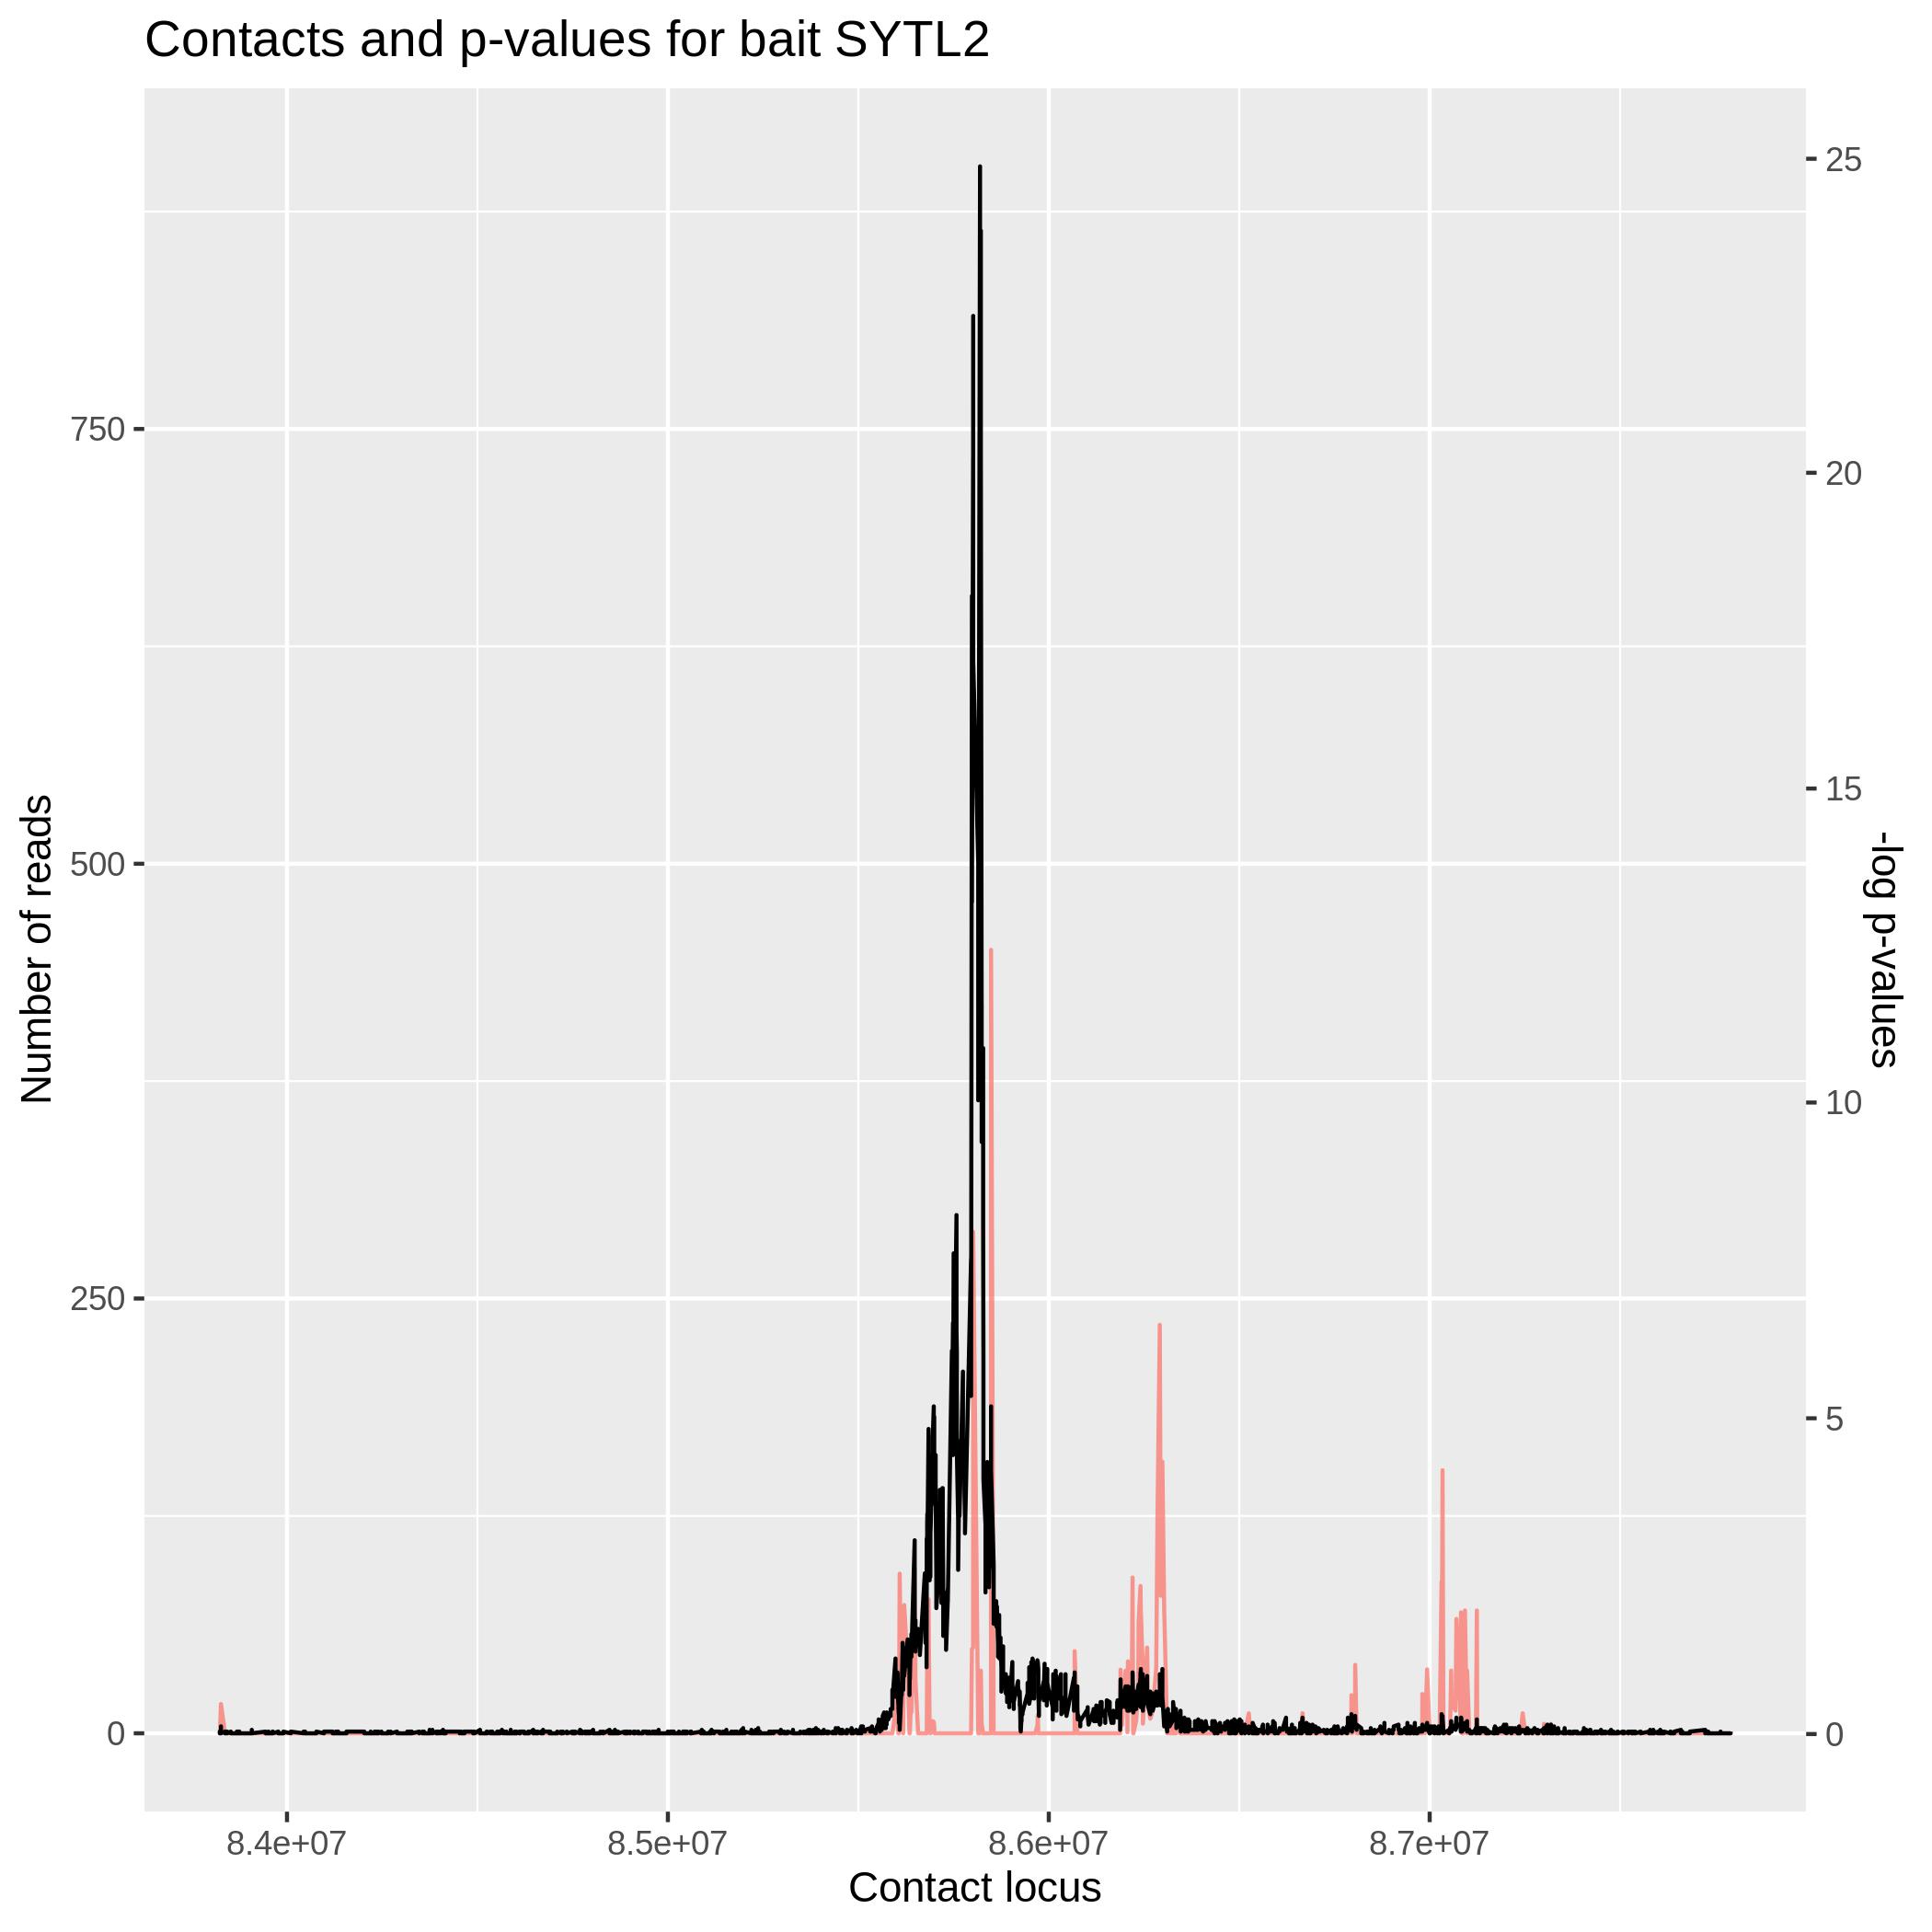 Contacts and p-values for bait SYTL2
Number of reads
750
500
250
0
25
20
15
10
5
0
-log p-values
8.4e+07 8.5e+07 8.6e+07 8.7e+07
Contact locus